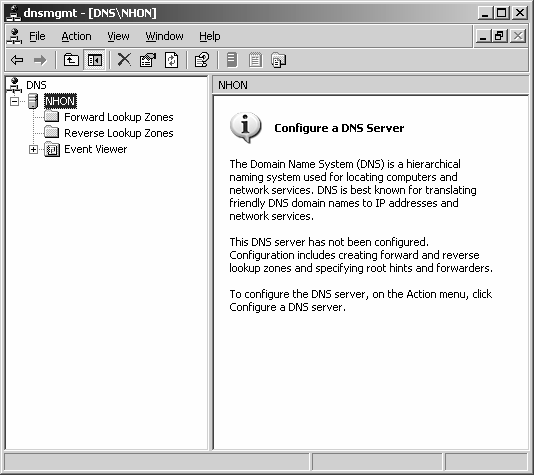 dnsmgmt - [DNS\NHON]
File Action View Window Help
DNS
NHON
Forward Lookup Zones
Reverse Lookup Zones
Event Viewer
NHON
Configure a DNS Server
The Domain Name System (DNS) is a hierarchical
naming system used for locating computers and
network services. DNS is best known for translating
friendly DNS domain names to IP addresses and
network services.
This DNS server has not been configured.
Configuration includes creating forward and reverse
lookup zones and specifying root hints and forwarders.
To configure the DNS server, on the Action menu, click
Configure a DNS server.